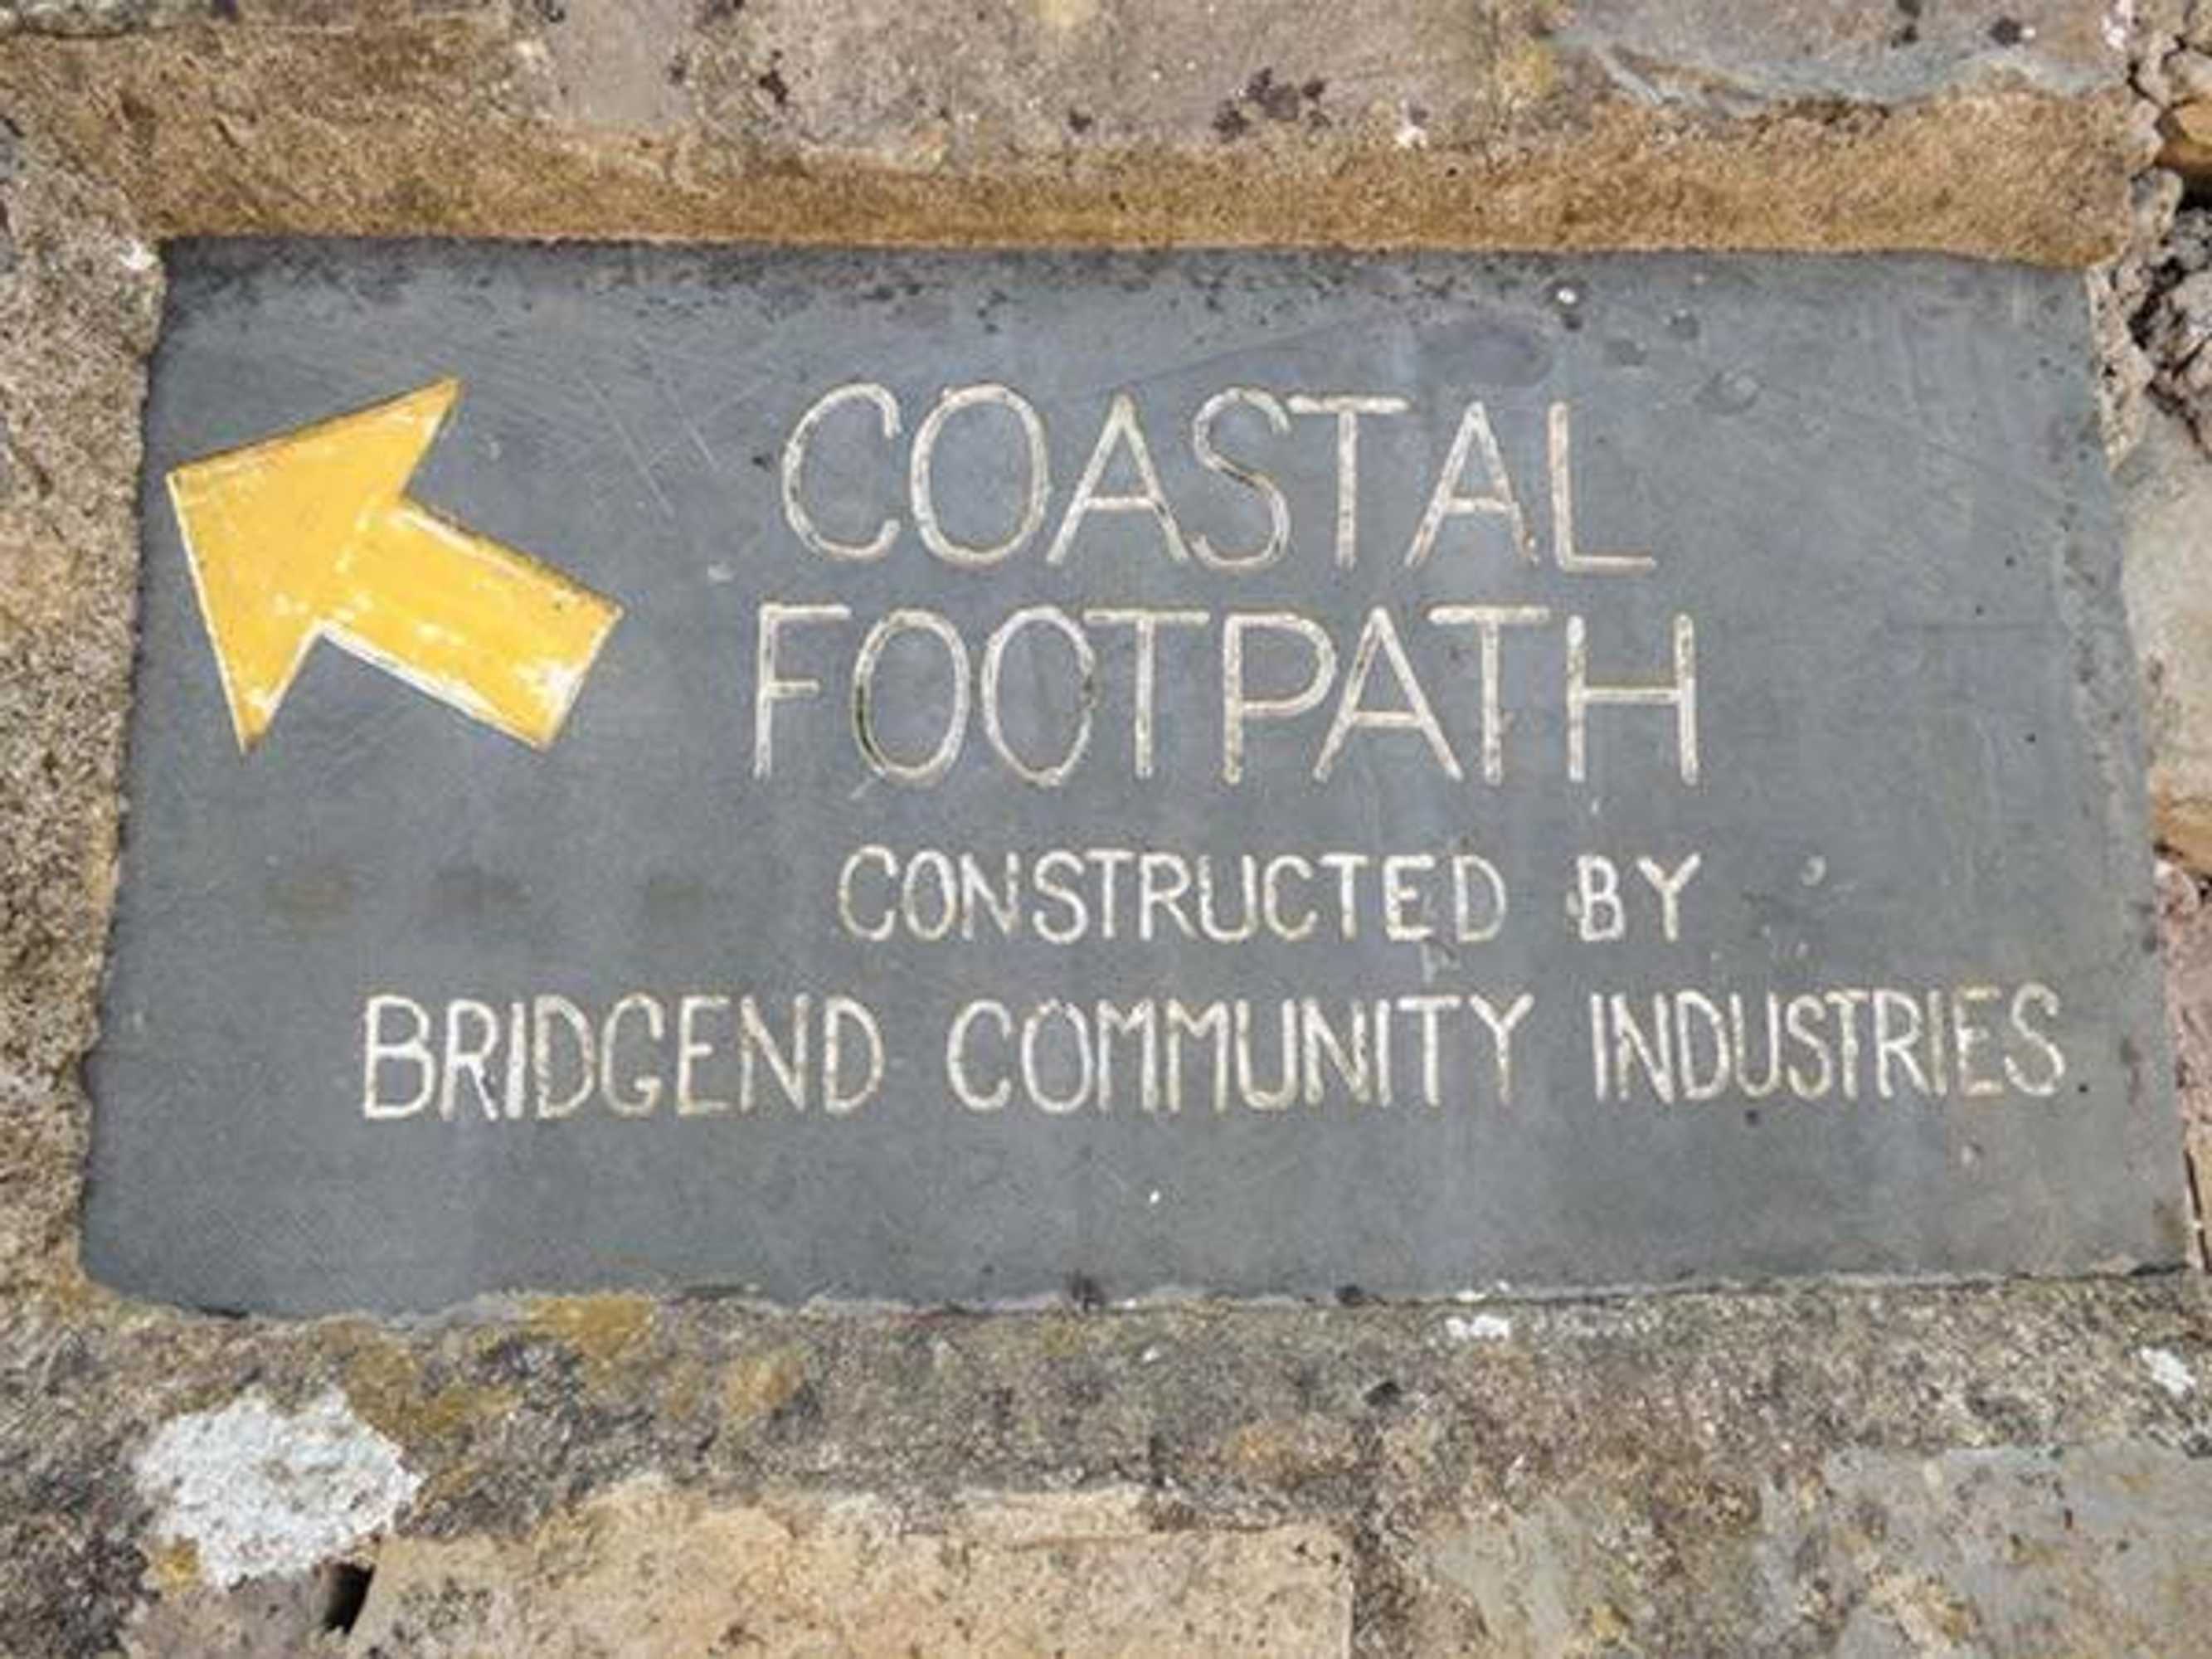 COASTAL
FOOTPATH
CONSTRUCTED BY
BRIDGEND COMMUNITY INDUSTRIES